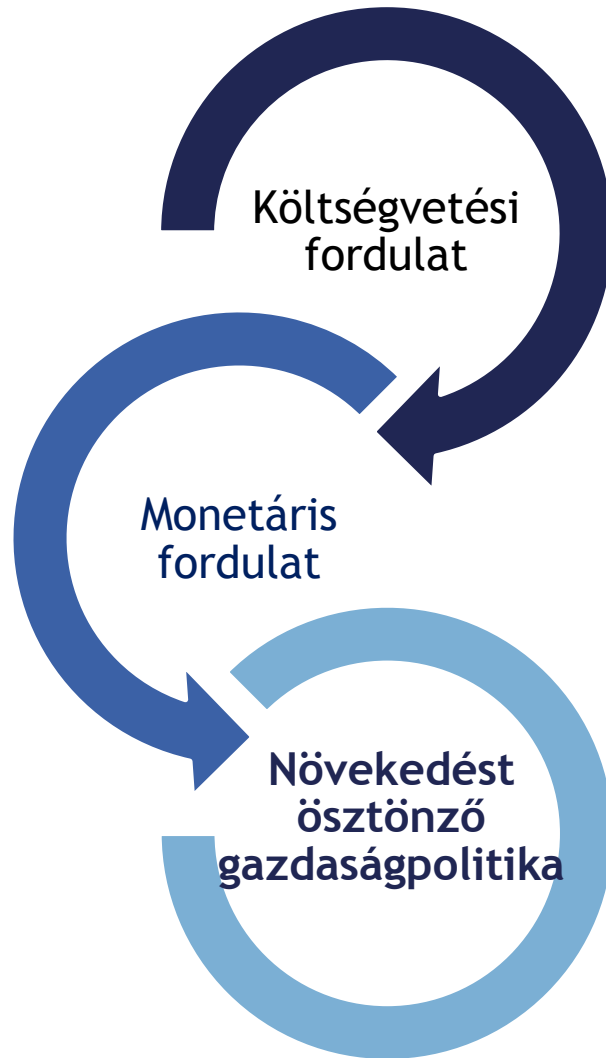 Költségvetési
fordulat
Monetáris
fordulat
Növekedést
ösztönző
gazdaságpolitika